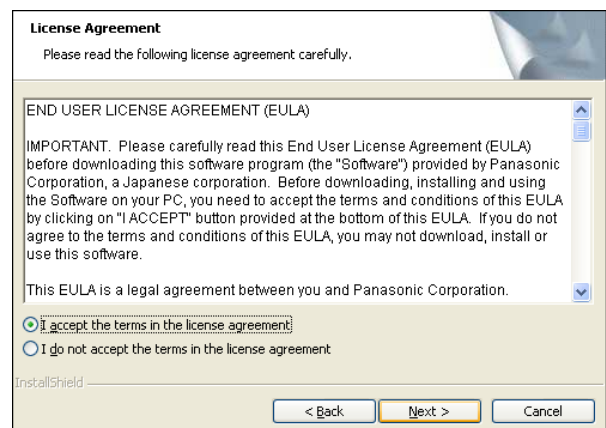 License Agreement
Please read the following license agreement carefully.
END USER LICENSE AGREEMENT (EULA)
IMPORTANT.  Please carefully read this End User License Agreement (EULA)
before downloading this software program (the "Software") provided by Panasonic
Corporation, a Japanese corporation.  Before downloading, installing and using
the Software on your PC, you need to accept the terms and conditions of this EULA
by clicking on "I ACCEPT" button provided at the bottom of this EULA.  If you do not
agree to the terms and conditions of this EULA, you may not download, install or
use this software.
This EULA is a legal agreement between you and Panasonic Corporation.
I accept the terms in the license agreement
I do not accept the terms in the license agreement
InstallShield
< Back Next > Cancel